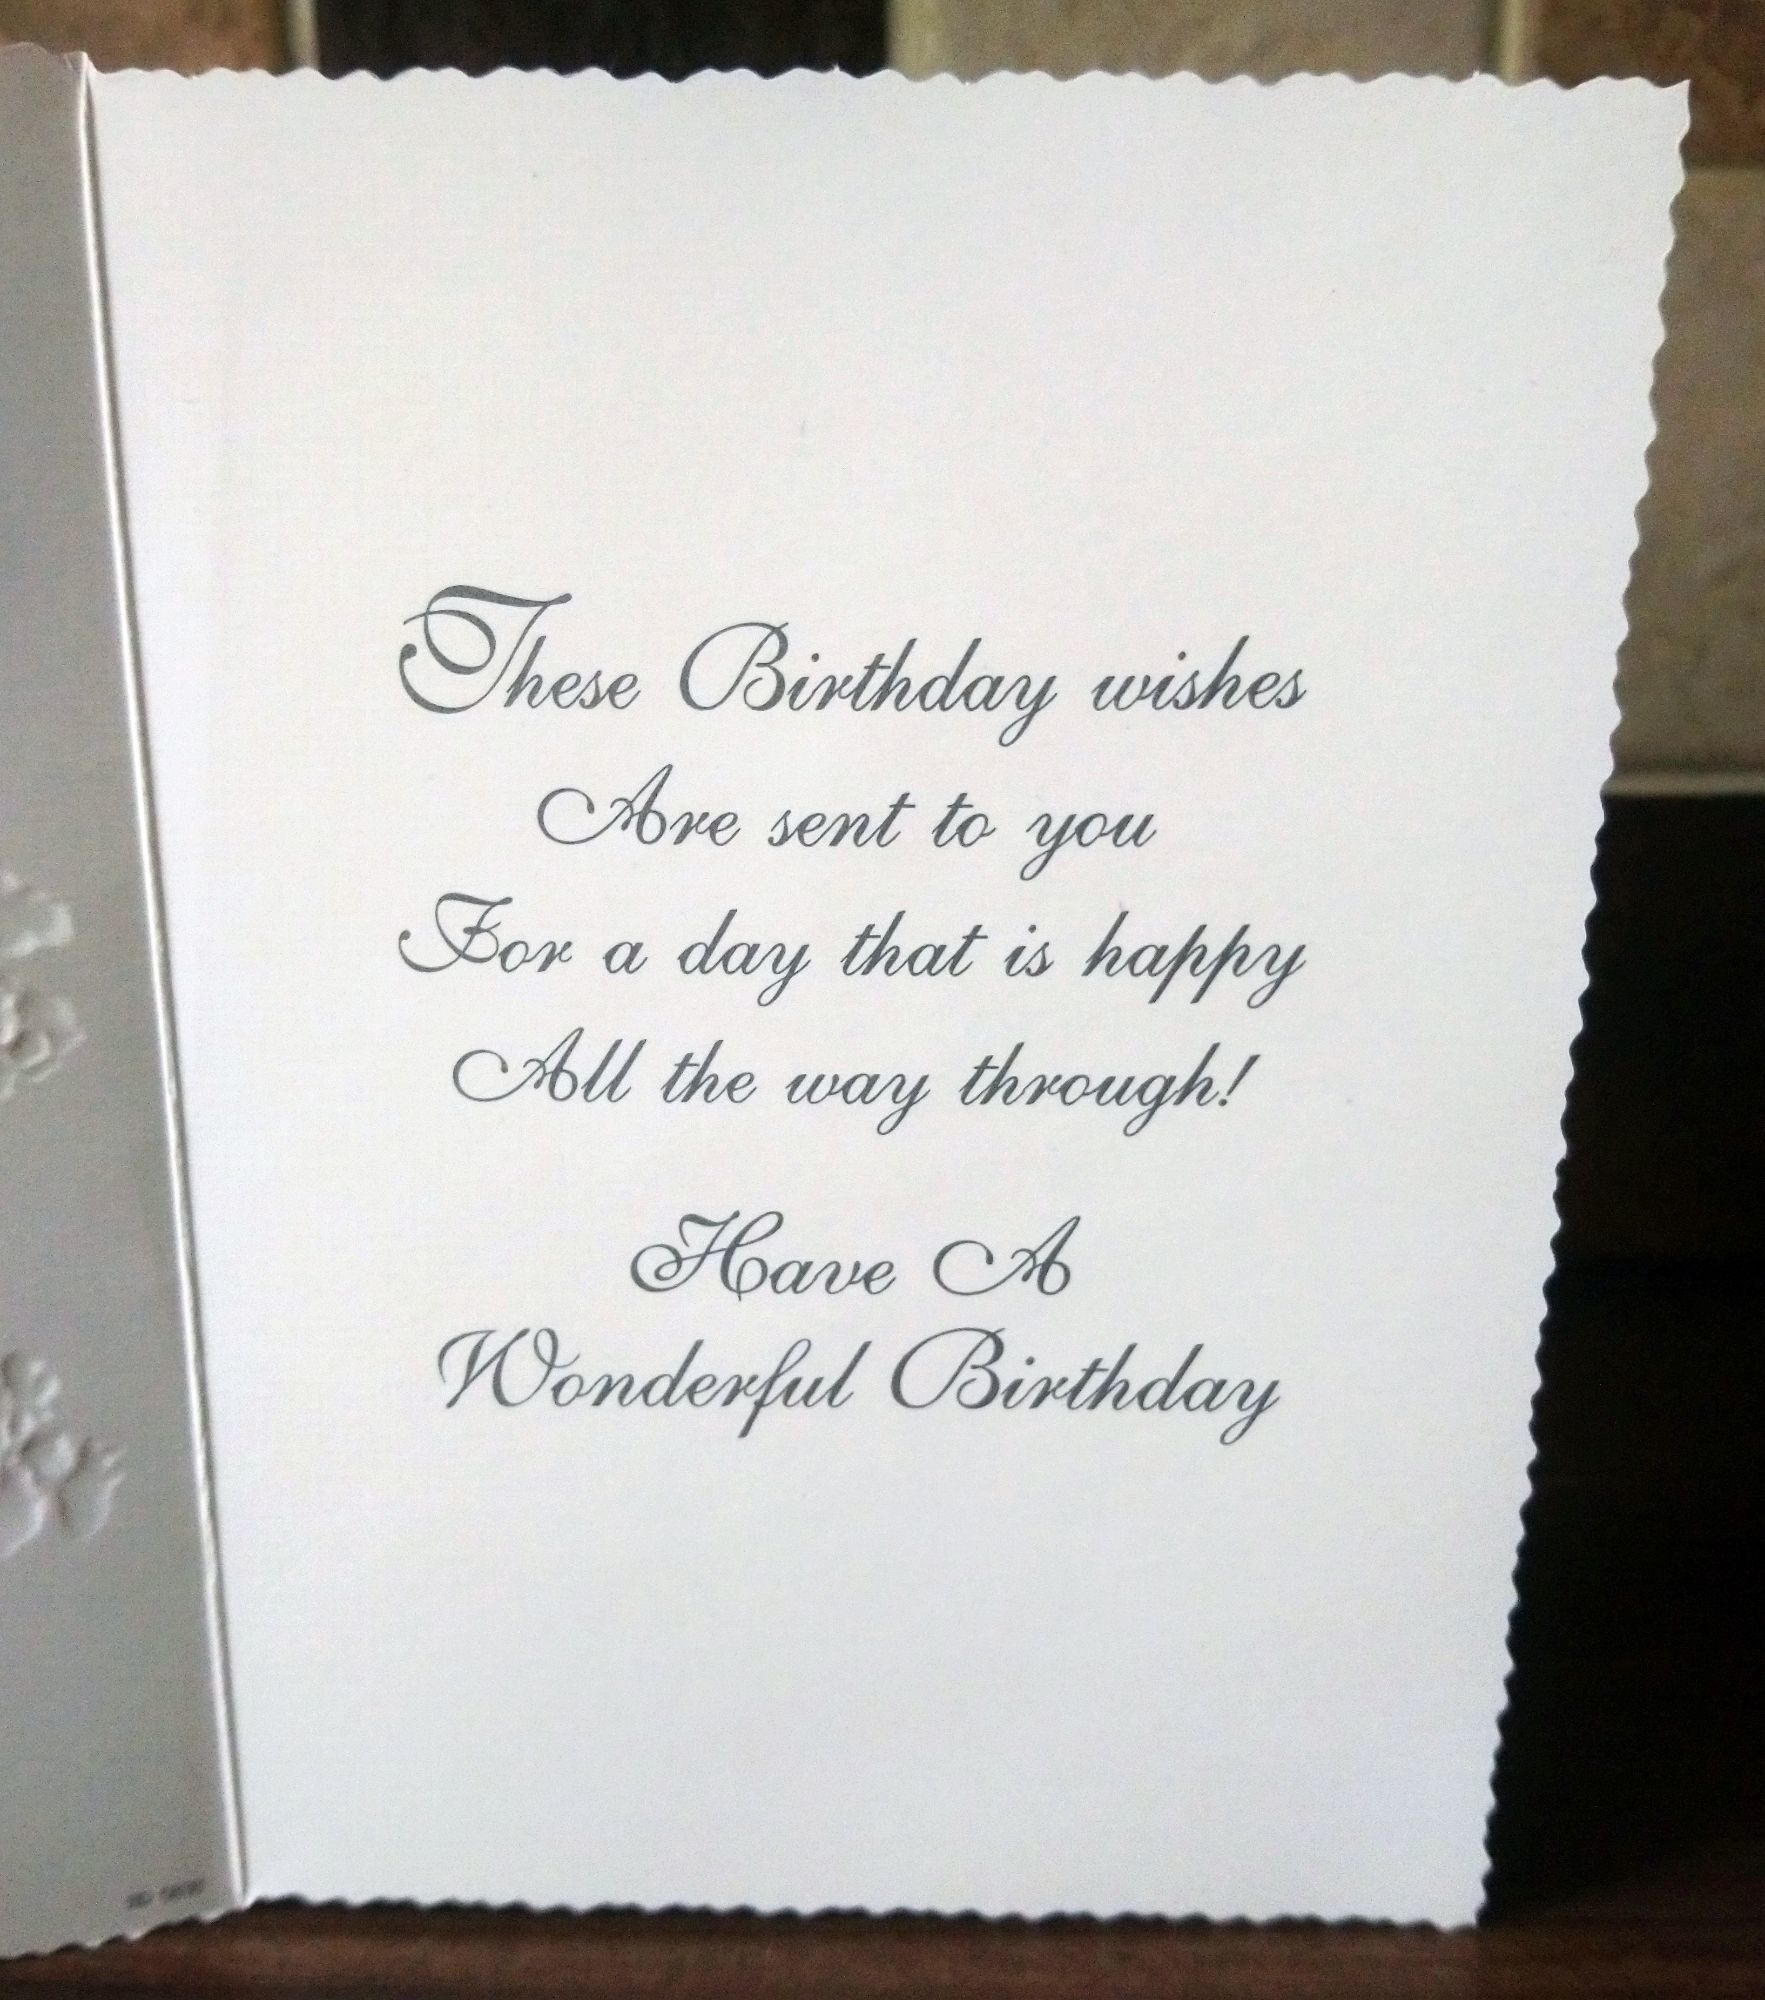 These Birthday wishes
Are sent to you
For a day that is happy
All the way through!
Have A
Wonderful Birthday